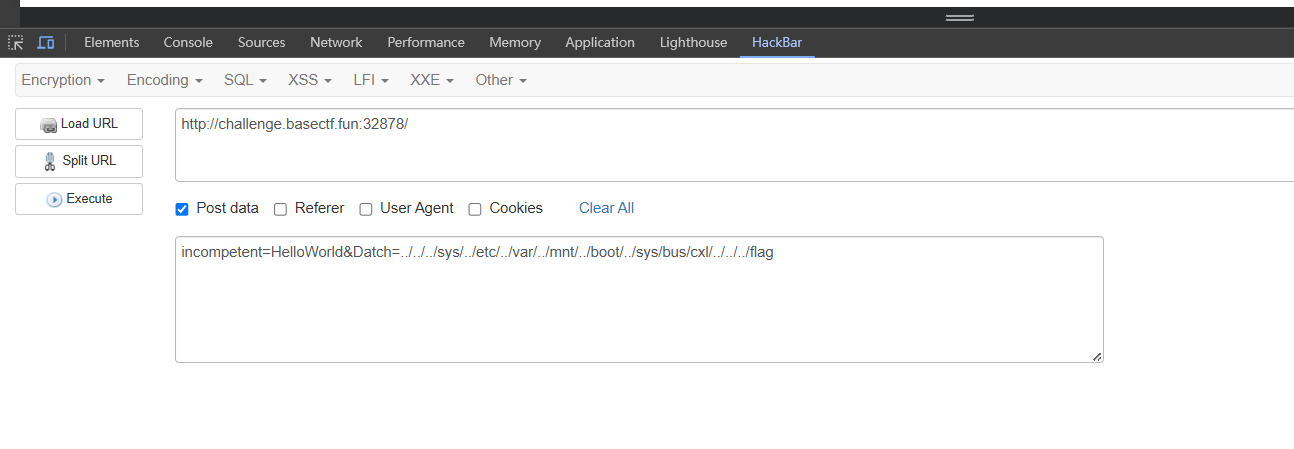 Elements Console Sources Network Performance Memory Application Lighthouse HackBar
Encryption Encoding SQL XSS LFI XXE Other
Load URL
http://challenge.basectf.fun:32878/
Split URL
Execute
Post data Referer User Agent Cookies Clear All
incompetent=HelloWorld&Datch=../../../sys/../etc/../var/../mnt/../boot/../sys/bus/cxl/../../../flag